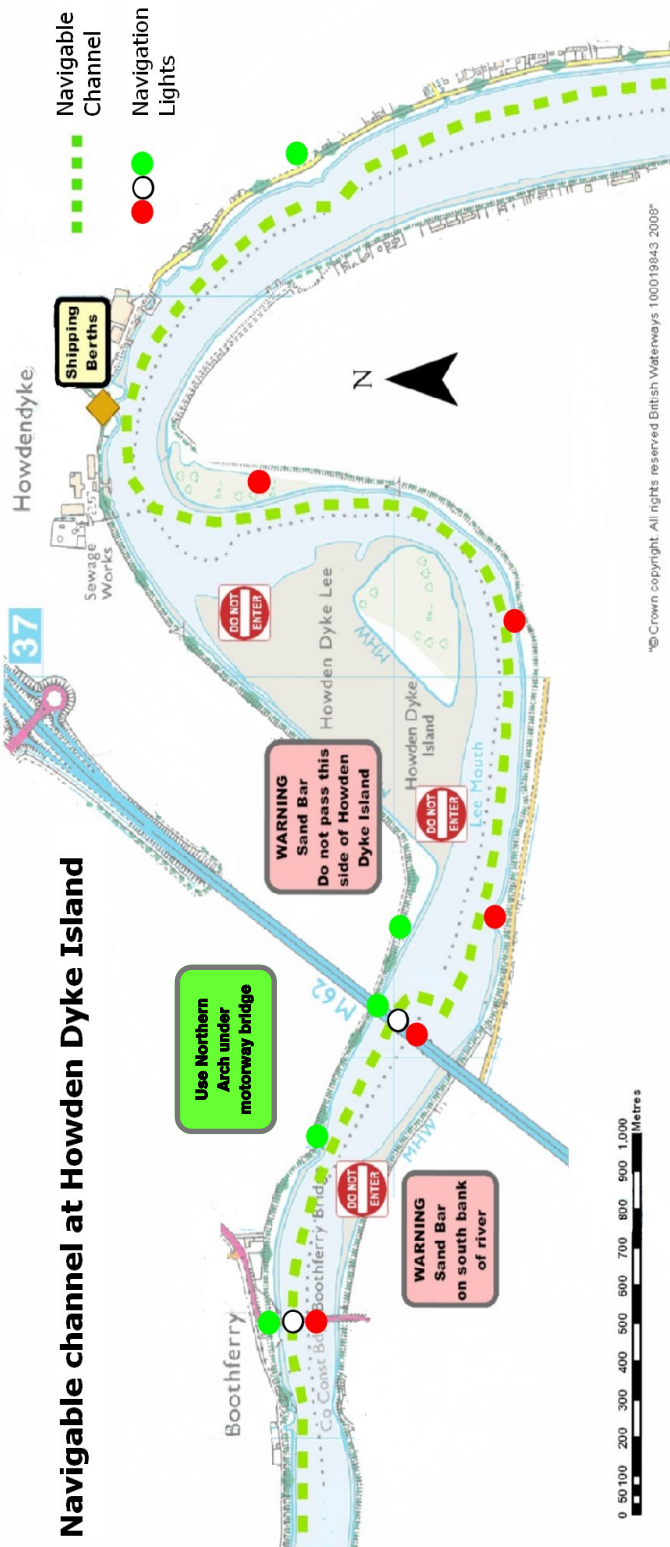 Navigable channel at Howden Dyke Island
Navigable
Channel
Navigation
Lights
Boothferry
Co Const Bdy
Boothferry Bridge
Use Northern
Arch under
motorway bridge
M 62
37
WARNING
Sand Bar
on south bank
of river
DO NOT
ENTER
MHW
WARNING
Sand Bar
Do not pass this
side of Howden
Dyke Island
DO NOT
ENTER
Lee Mouth
Howden Dyke
Island
MHW
Howden Dyke Lee
DO NOT
ENTER
Sewage
Works
Howdendyke
Shipping
Berths
N
0 50 100 200 300 400 500 600 700 800 900 1,000
Metres
"© Crown copyright. All rights reserved British Waterways 100019843 2008"